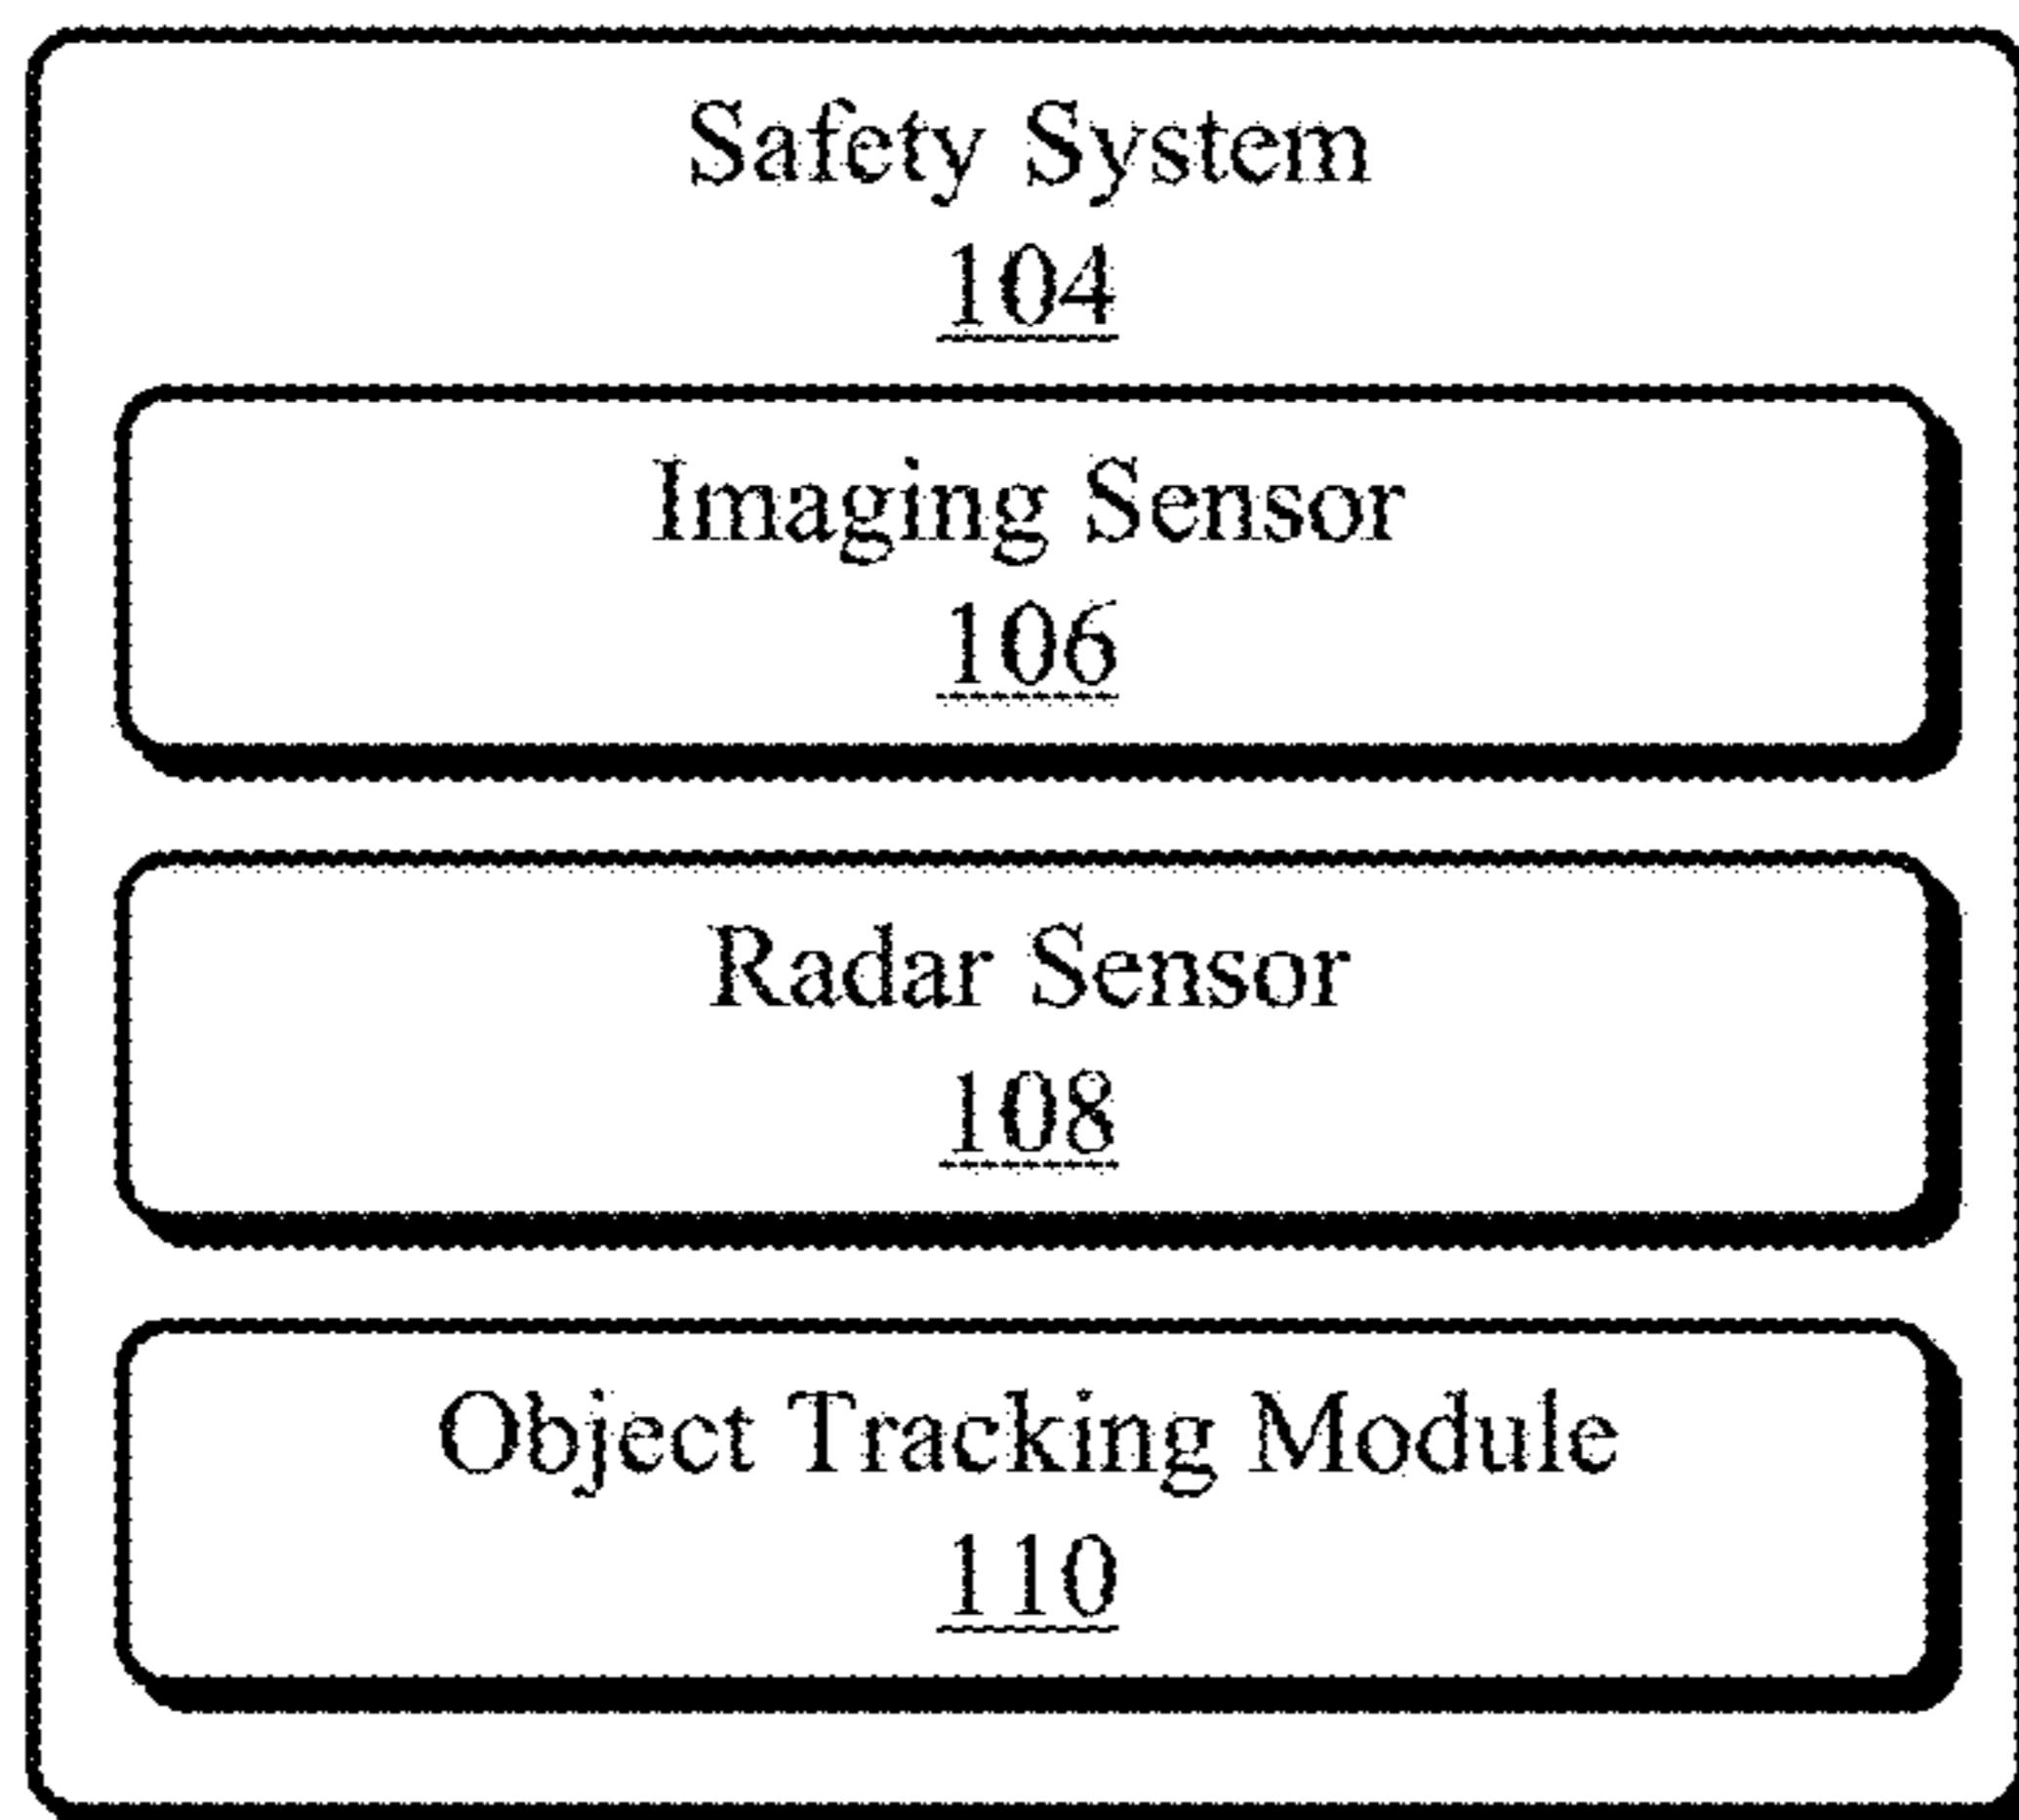 Safety System
104
Imaging Sensor
106
Radar Sensor
108
Object Tracking Module
110